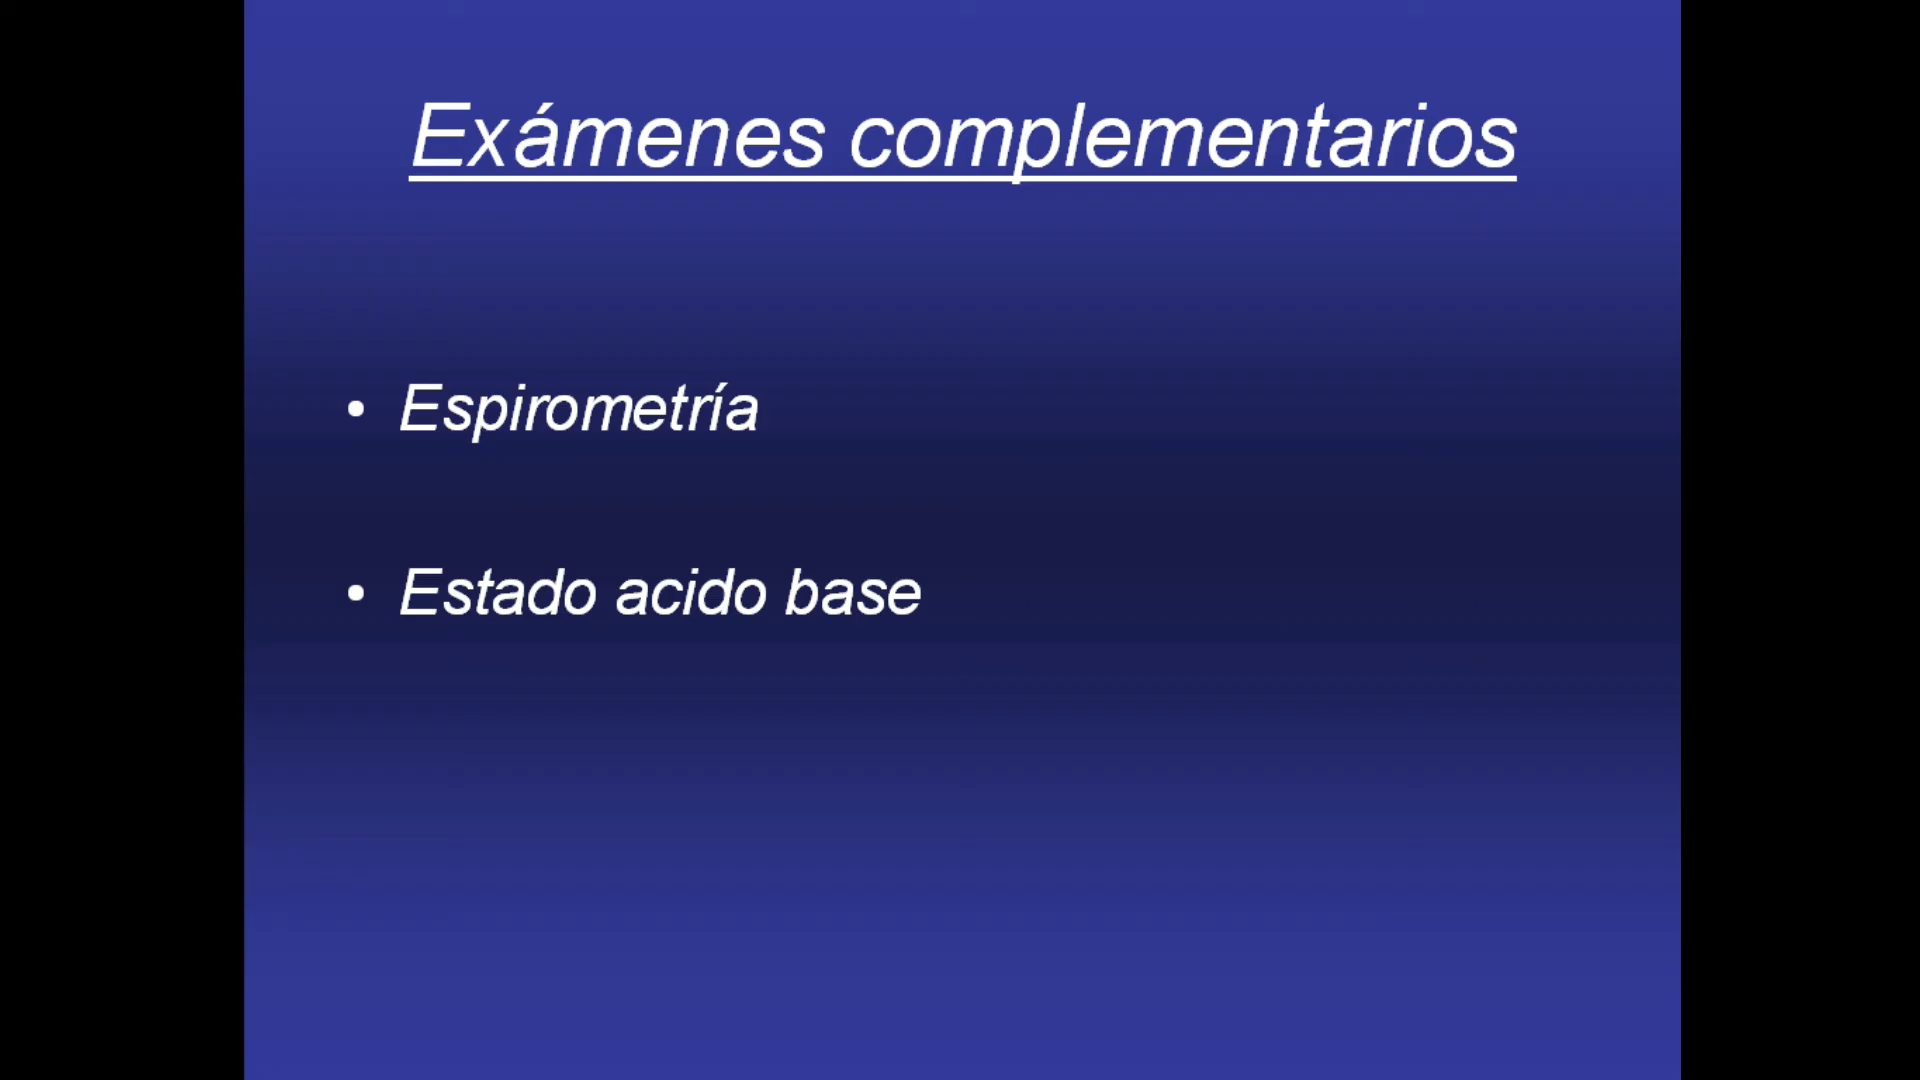 Exámenes complementarios
• Espirometría
• Estado acido base